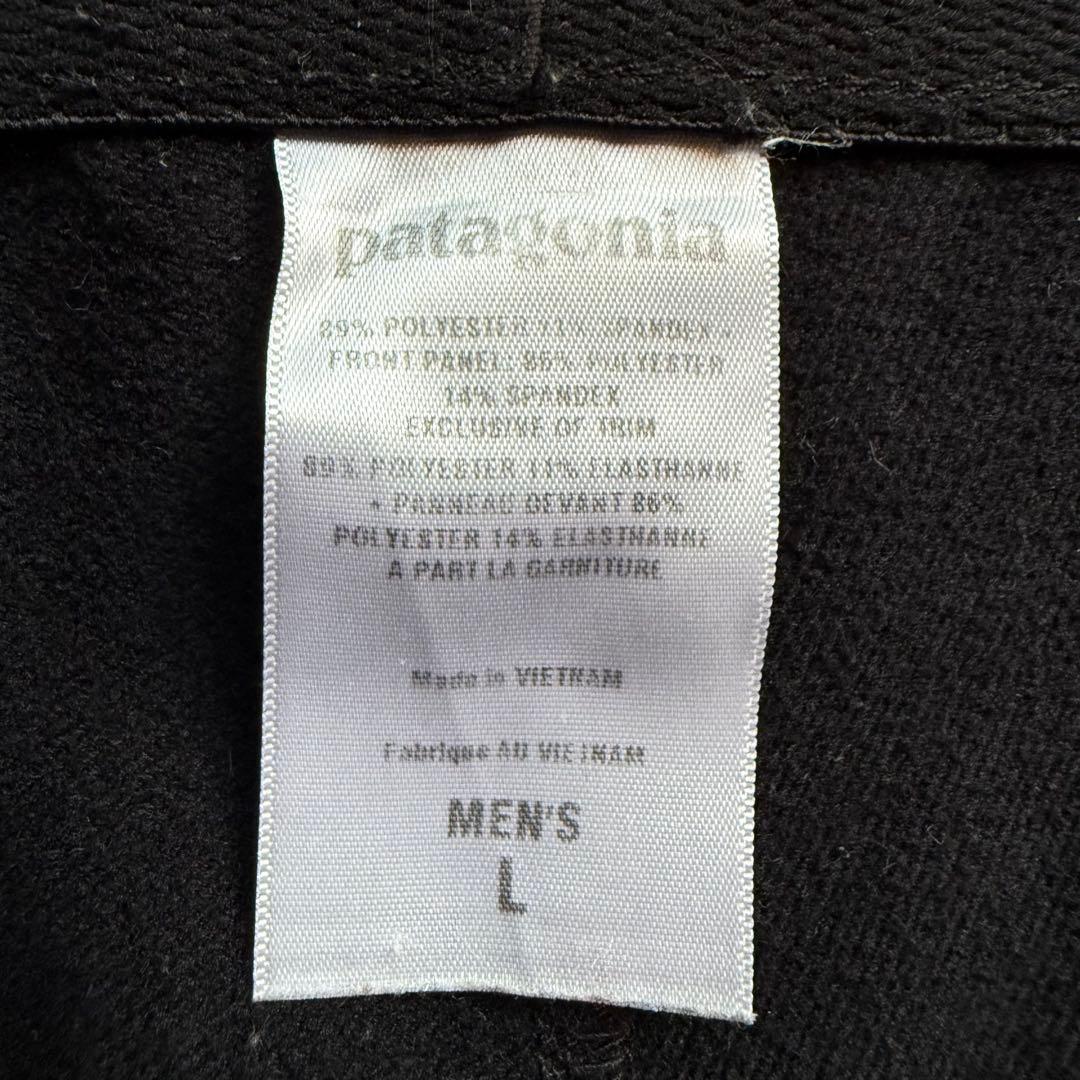 patagonia
89% POLYESTER 11% SPANDEX •
FRONT PANEL: 86% POLYESTER
14% SPANDEX
EXCLUSIVE OF TRIM
89% POLYESTER 11% ELASTHANNE
• PANNEAU DEVANT 86%
POLYESTER 14% ELASTHANNE
A PART LA GARNITURE
Made in VIETNAM
Fabrique AU VIETNAM
MEN'S
L